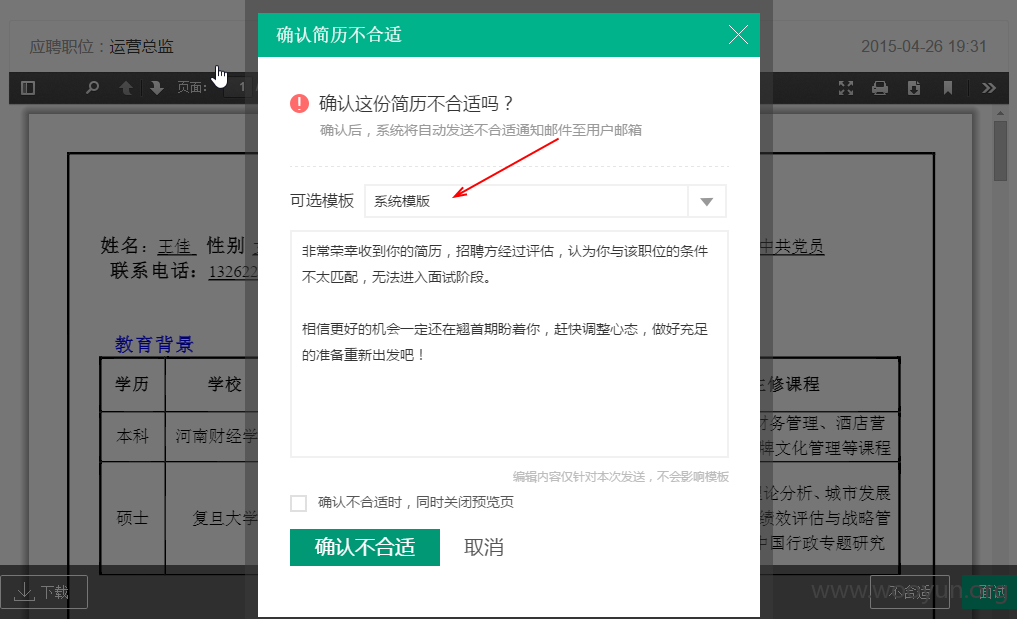 确认简历不合适
应聘职位：运营总监
2015-04-26 19:31
页面：
1
确认这份简历不合适吗？
确认后，系统将自动发送不合适通知邮件至用户邮箱
可选模板
系统模版
非常荣幸收到你的简历，招聘方经过评估，认为你与该职位的条件
不太匹配，无法进入面试阶段。
相信更好的机会一定还在翘首期盼着你，赶快调整心态，做好充足
的准备重新出发吧！
编辑内容仅针对本次发送，不会影响模板
确认不合适时，同时关闭预览页
确认不合适
取消
姓名：王佳 性别
中共党员
联系电话：132622
教育背景
学历
学校
主修课程
本科
河南财经学
财务管理、酒店营
牌文化管理等课程
硕士
复旦大学
论分析、城市发展
绩效评估与战略管
中国行政专题研究
下载
不合适
面试
www.wooyun.org